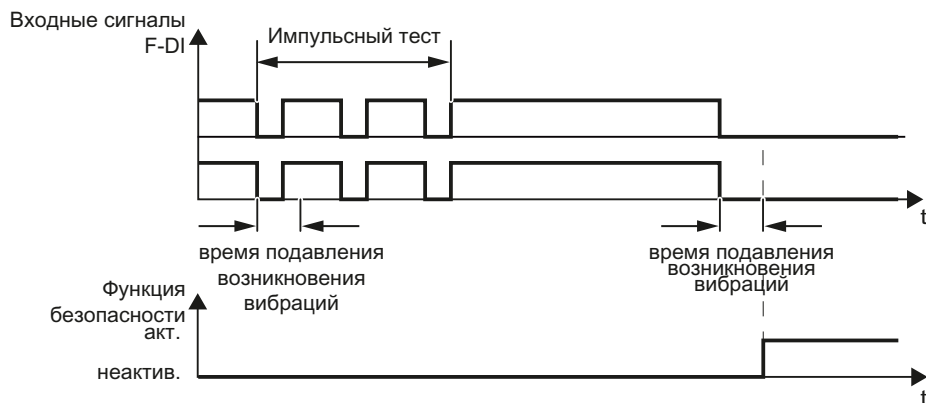 Входные сигналы
F-DI
Импульсный тест
t
время подавления
возникновения
вибраций
время подавления
возникновения
вибраций
Функция
безопасности
акт.
неактив.
t